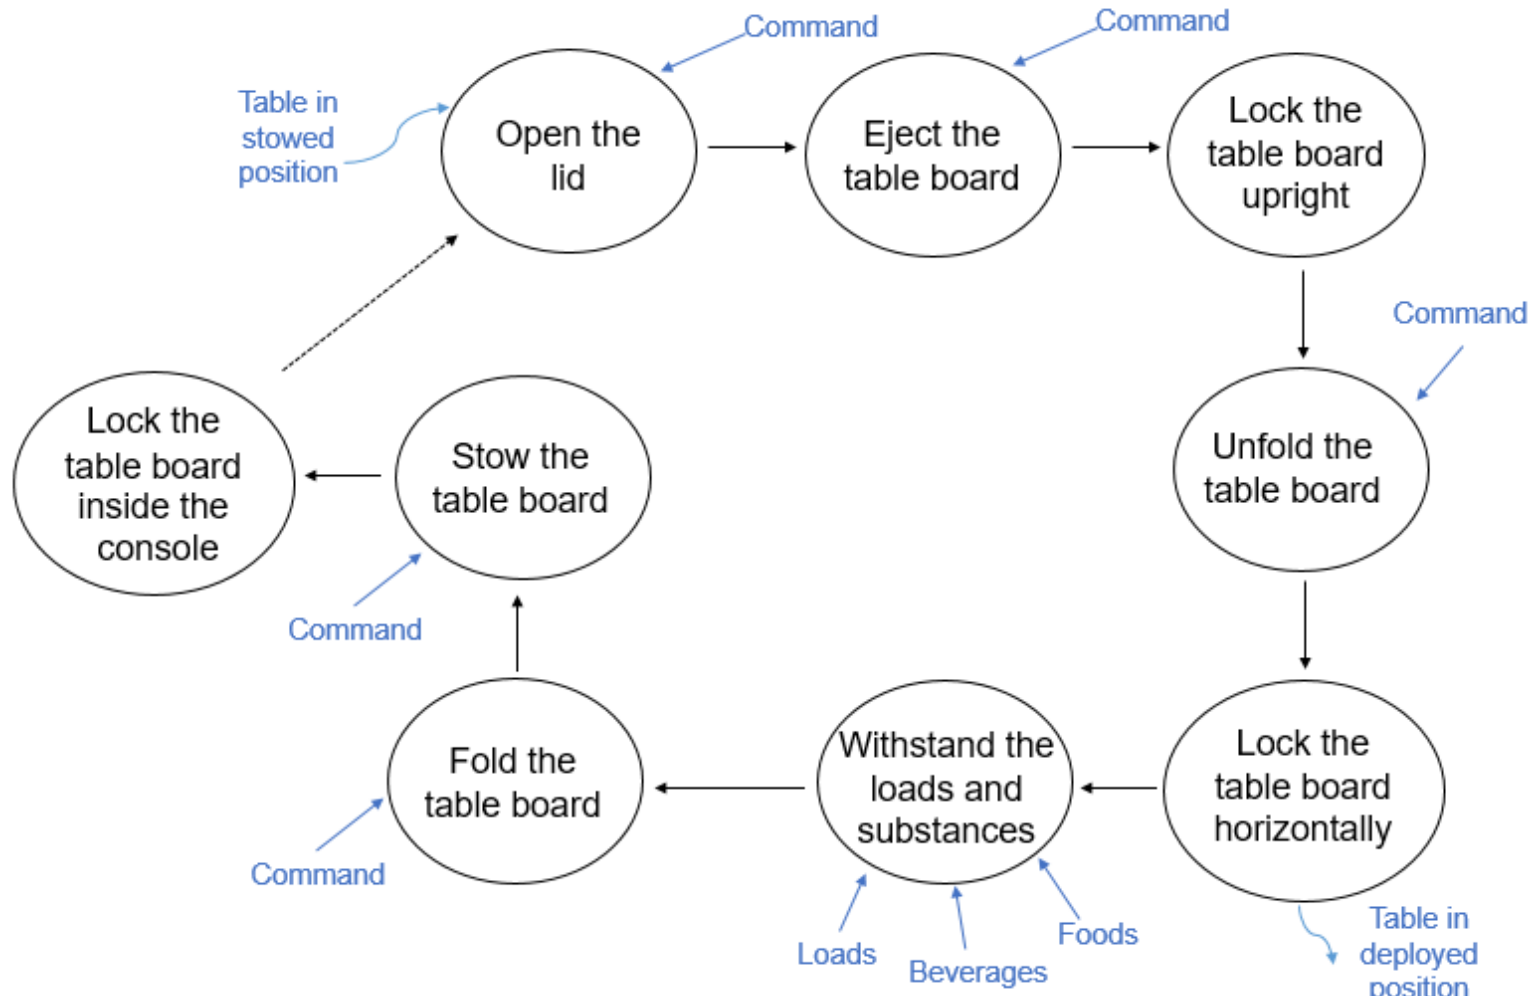 Command
Command
Table in
stowed
position
Open the
lid
Eject the
table board
Lock the
table board
upright
Command
Unfold the
table board
Lock the
table board
inside the
console
Stow the
table board
Command
Fold the
table board
Command
Withstand the
loads and
substances
Loads
Beverages
Foods
Lock the
table board
horizontally
Table in
deployed
position